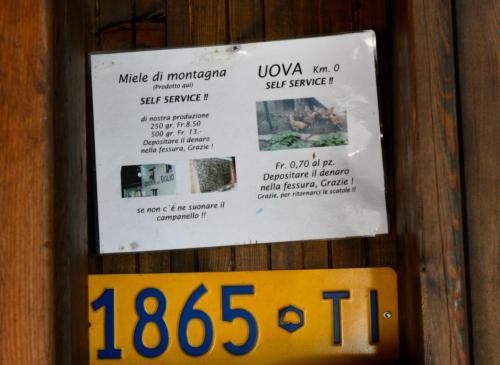 Miele di montagna
(Prodotto qui)
SELF SERVICE !!
di nostra produzione
250 gr. Fr.8.50
500 gr. Fr. 13.-
Depositare il denaro
nella fessura, Grazie !
se non c'é ne suonare il
campanello !!
UOVA Km. 0
SELF SERVICE !!
Fr. 0,70 al pz.
Depositare il denaro
nella fessura, Grazie !
Grazie, per ritornarci le scatole !!
1865 TI